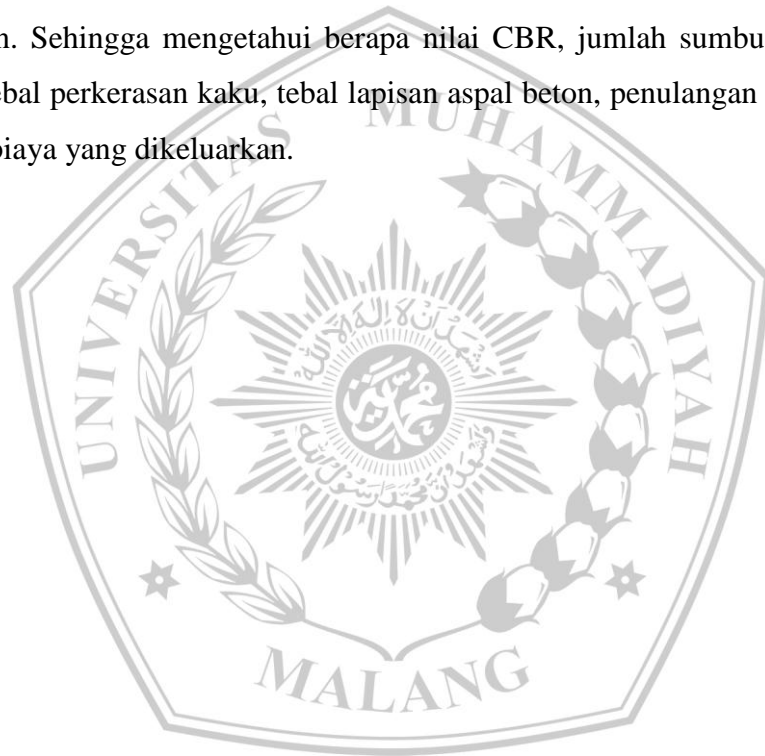 n. Sehingga mengetahui berapa nilai CBR, jumlah sumbu
ebal perkerasan kaku, tebal lapisan aspal beton, penulangan
biaya yang dikeluarkan.
UNIVERSITAS MUHAMMADIYAH
MALANG